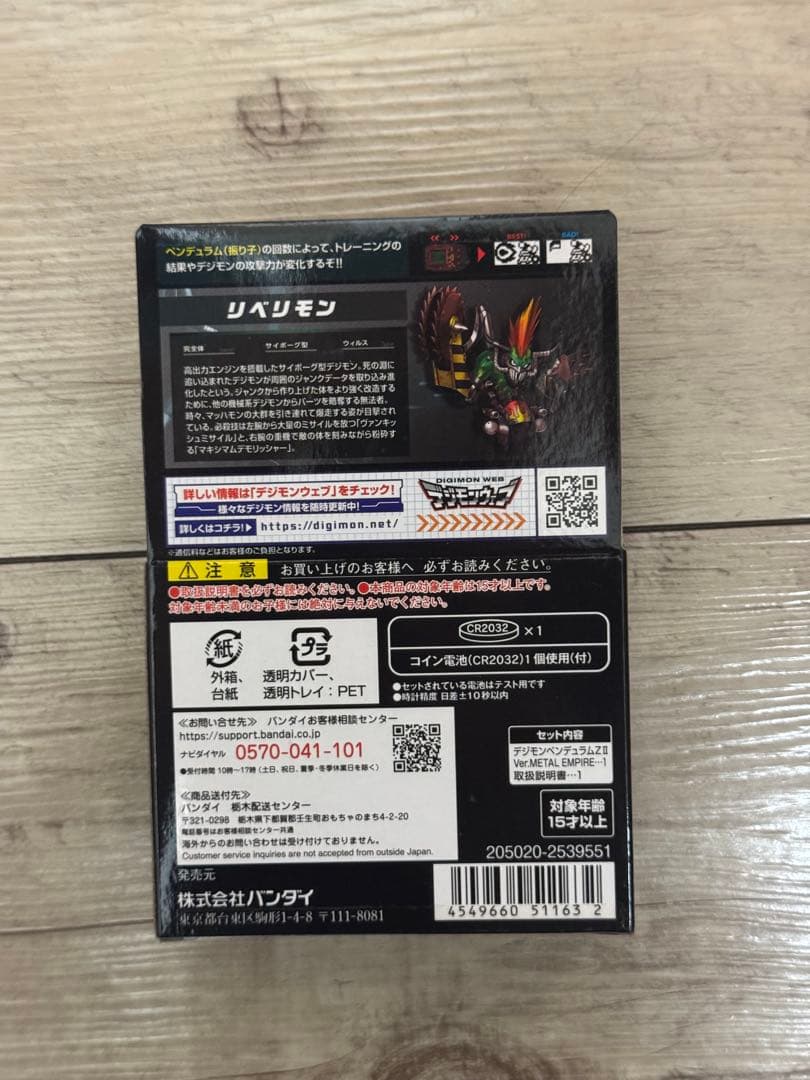 ペンデュラム(振り子)の回数によって、トレーニングの
結果やデジモンの攻撃力が変化するぞ!!
BEST!
BAD!
リベリモン
完全体
サイボーグ型
ウィルス
高出力エンジンを搭載したサイボーグ型デジモン。死の淵に
追い込まれたデジモンが周囲のジャンクデータを取り込み進
化したという。ジャンクから作り上げた体をより強く改造する
ために、他の機械系デジモンからパーツを略奪する無法者。
時々、マッハモンの大群を引き連れて爆走する姿が目撃され
ている。必殺技は左腕から大量のミサイルを放つ「ヴァンキッ
シュミサイル」と、右腕の重機で敵の体を刻みながら粉砕す
る「マキシマムデモリッシャー」。
詳しい情報は「デジモンウェブ」をチェック!
様々なデジモン情報を随時更新中!
詳しくはコチラ!▶ https://digimon.net/
DIGIMON WEB
デジモンウェブ
※通信料などはお客様のご負担となります。
⚠注意 お買い上げのお客様へ 必ずお読みください。
●取扱説明書を必ずお読みください。●本商品の対象年齢は15才以上です。
対象年齢未満のお子様には絶対に与えないでください。
紙
外箱、
台紙
プラ
透明カバー、
透明トレイ:PET
CR2032 ×1
コイン電池(CR2032)1個使用(付)
●セットされている電池はテスト用です
●時計精度 日差±10秒以内
≪お問い合せ先≫ バンダイお客様相談センター
https://support.bandai.co.jp
ナビダイヤル 0570-041-101
●受付時間 10時~17時(土日、祝日、夏季・冬季休業日を除く)
≪商品送付先≫
バンダイ 栃木配送センター
〒321-0298 栃木県下都賀郡壬生町おもちゃのまち4-2-20
電話番号はお客様相談センター共通
海外からのお問い合わせは受け付けておりません。
Customer service inquiries are not accepted from outside Japan.
セット内容
デジモンペンデュラムZⅡ
Ver.METAL EMPIRE…1
取扱説明書…1
対象年齢
15才以上
205020-2539551
発売元
株式会社バンダイ
東京都台東区駒形1-4-8 〒111-8081
4549660 51163 2